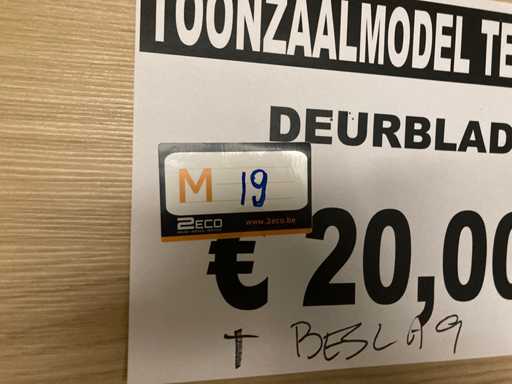 TOONZAALMODEL TE
DEURBLAD
M 19
2ECO
www.2eco.be
€ 20,00
+ BESLAG